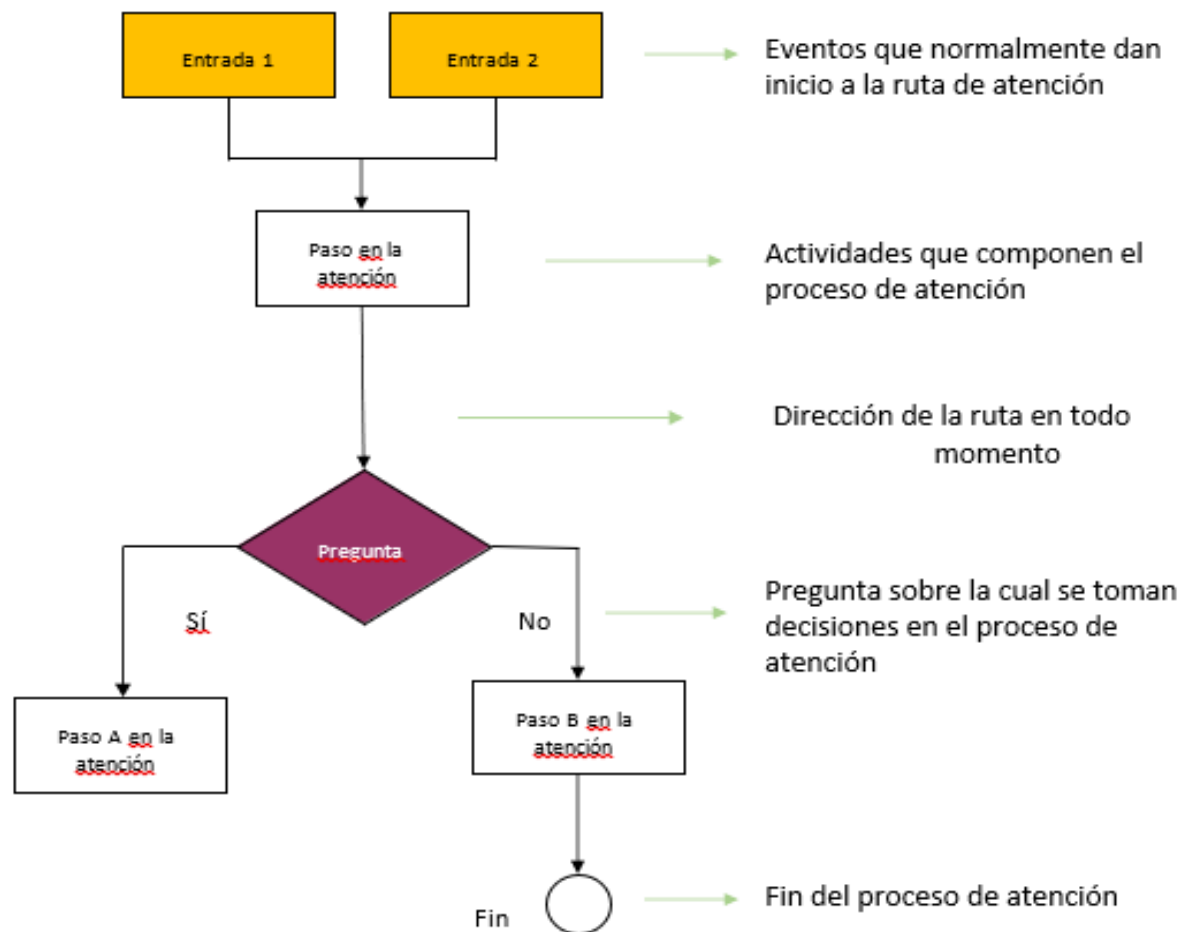 Entrada 1
Entrada 2
Eventos que normalmente dan
inicio a la ruta de atención
Paso en la
atención
Actividades que componen el
proceso de atención
Dirección de la ruta en todo
momento
Pregunta
Sí
No
Pregunta sobre la cual se toman
decisiones en el proceso de
atención
Paso A en la
atención
Paso B en la
atención
Fin
Fin del proceso de atención